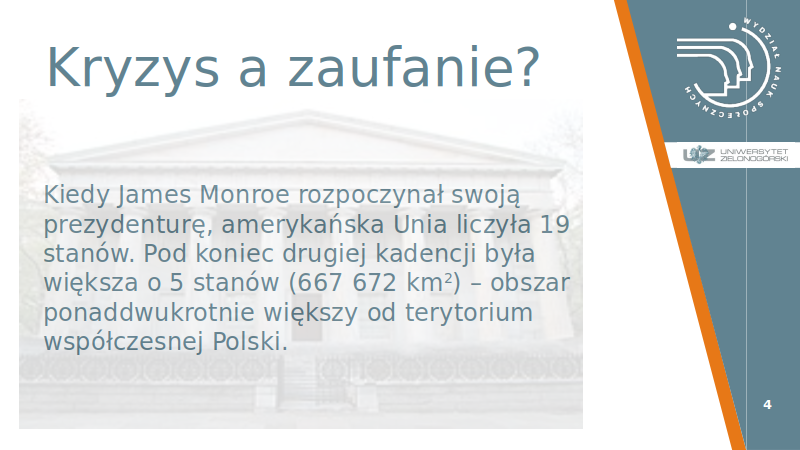 Kryzys a zaufanie?
Kiedy James Monroe rozpoczynał swoją
prezydenturę, amerykańska Unia liczyła 19
stanów. Pod koniec drugiej kadencji była
większa o 5 stanów (667 672 km²) – obszar
ponaddwukrotnie większy od terytorium
współczesnej Polski.
WYDZIAŁ NAUK SPOŁECZNYCH
UZ UNIWERSYTET
ZIELONOGÓRSKI
4